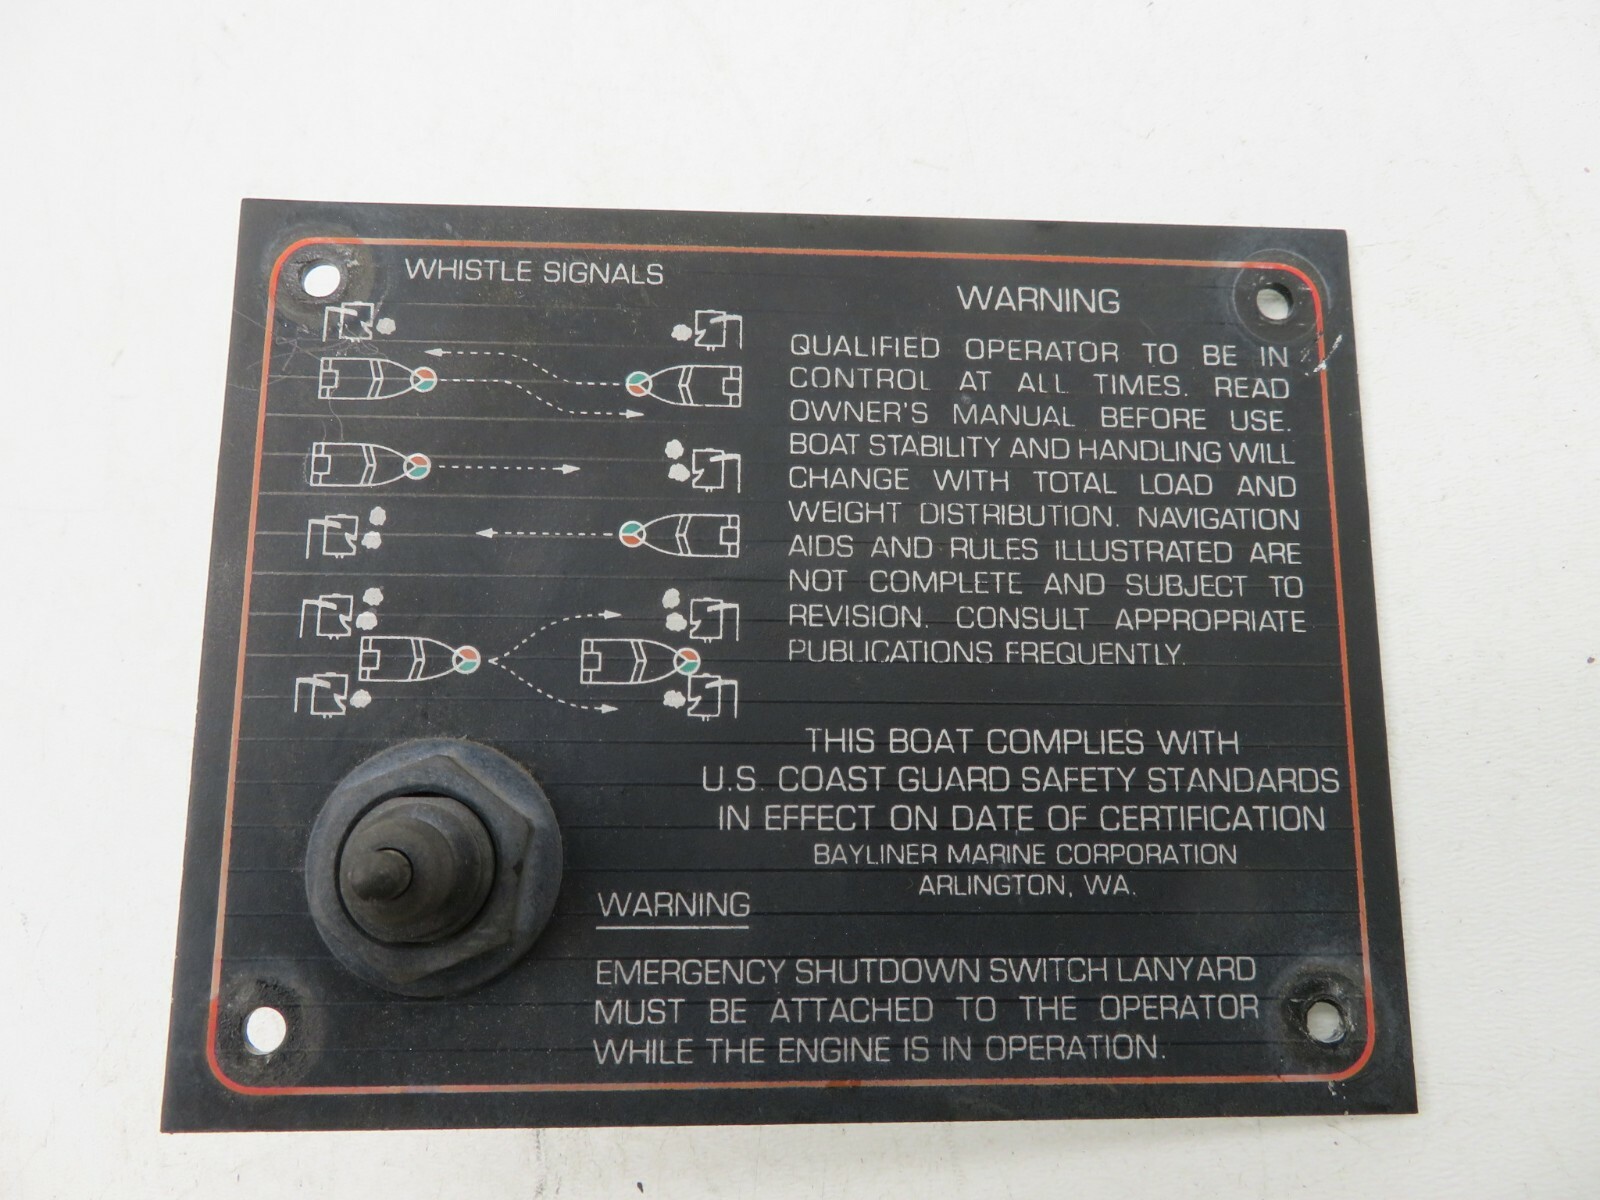 WHISTLE SIGNALS
WARNING
QUALIFIED OPERATOR TO BE IN
CONTROL AT ALL TIMES. READ
OWNER'S MANUAL BEFORE USE.
BOAT STABILITY AND HANDLING WILL
CHANGE WITH TOTAL LOAD AND
WEIGHT DISTRIBUTION. NAVIGATION
AIDS AND RULES ILLUSTRATED ARE
NOT COMPLETE AND SUBJECT TO
REVISION. CONSULT APPROPRIATE
PUBLICATIONS FREQUENTLY.
THIS BOAT COMPLIES WITH
U.S. COAST GUARD SAFETY STANDARDS
IN EFFECT ON DATE OF CERTIFICATION
BAYLINER MARINE CORPORATION
ARLINGTON, WA.
WARNING
EMERGENCY SHUTDOWN SWITCH LANYARD
MUST BE ATTACHED TO THE OPERATOR
WHILE THE ENGINE IS IN OPERATION.